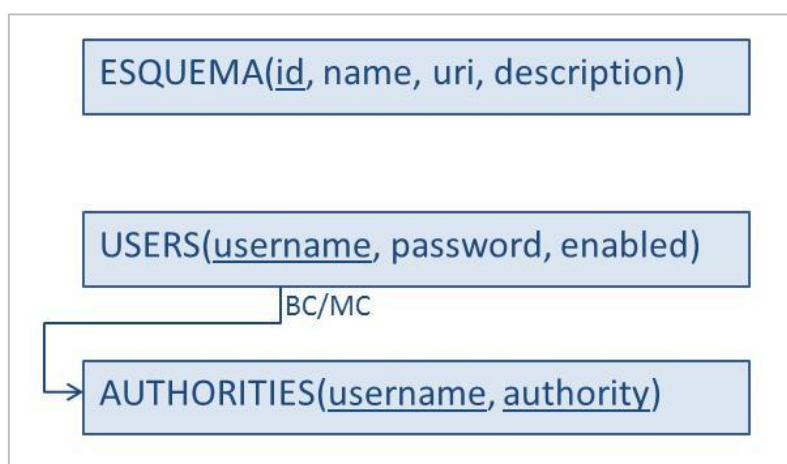 ESQUEMA(id, name, uri, description)
USERS(username, password, enabled)
BC/MC
AUTHORITIES(username, authority)